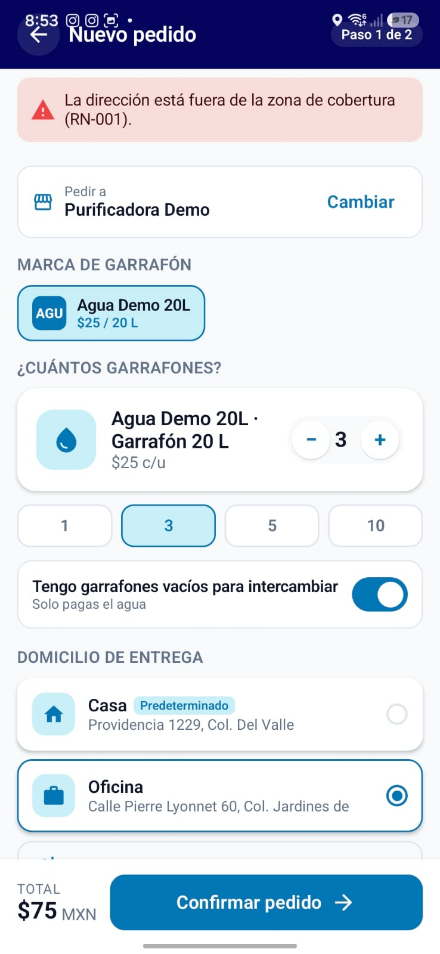 8:53
17
Nuevo pedido
Paso 1 de 2
La dirección está fuera de la zona de cobertura
(RN-001).
Pedir a
Purificadora Demo
Cambiar
MARCA DE GARRAFÓN
AGU
Agua Demo 20L
$25 / 20 L
¿CUÁNTOS GARRAFONES?
Agua Demo 20L ·
Garrafón 20 L
$25 c/u
− 3 +
1
3
5
10
Tengo garrafones vacíos para intercambiar
Solo pagas el agua
DOMICILIO DE ENTREGA
Casa
Predeterminado
Providencia 1229, Col. Del Valle
Oficina
Calle Pierre Lyonnet 60, Col. Jardines de
TOTAL
$75 MXN
Confirmar pedido →